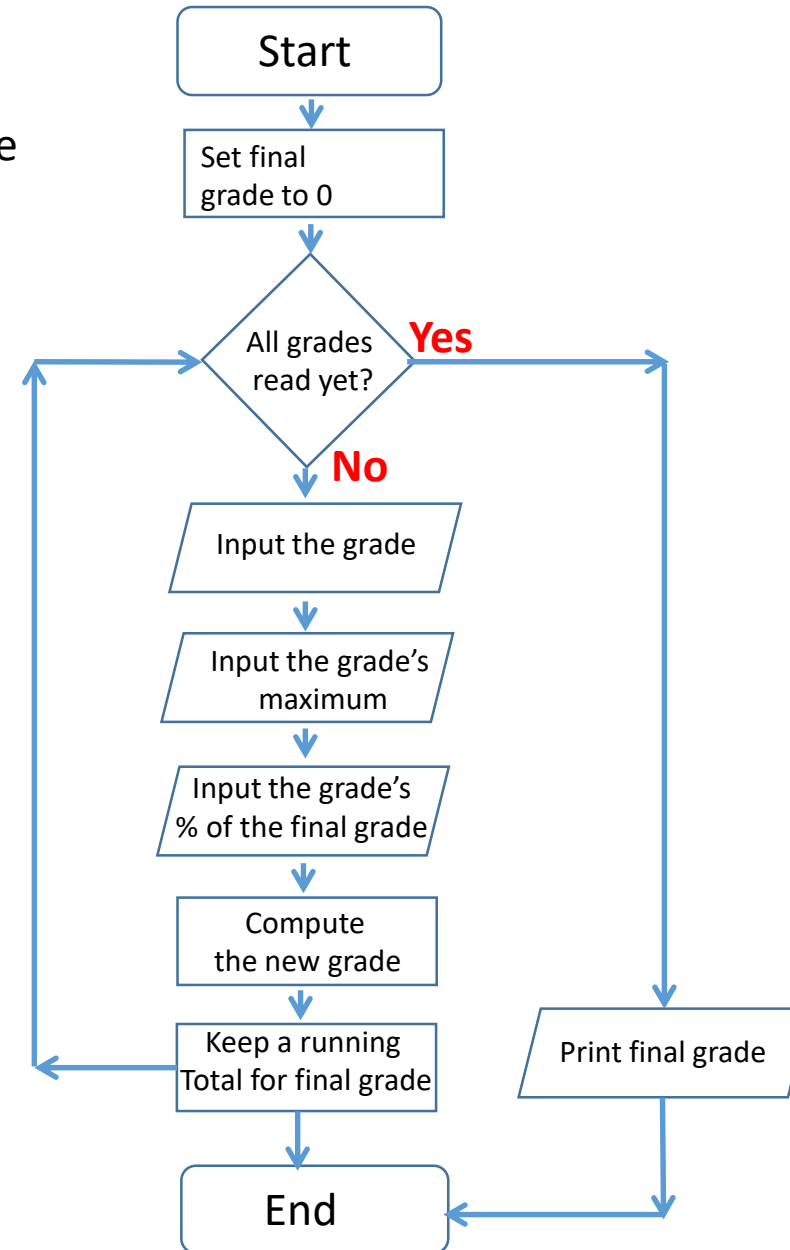 Start
e
Set final
grade to 0
All grades
read yet?
Yes
No
Input the grade
Input the grade’s
maximum
Input the grade’s
% of the final grade
Compute
the new grade
Keep a running
Total for final grade
Print final grade
End